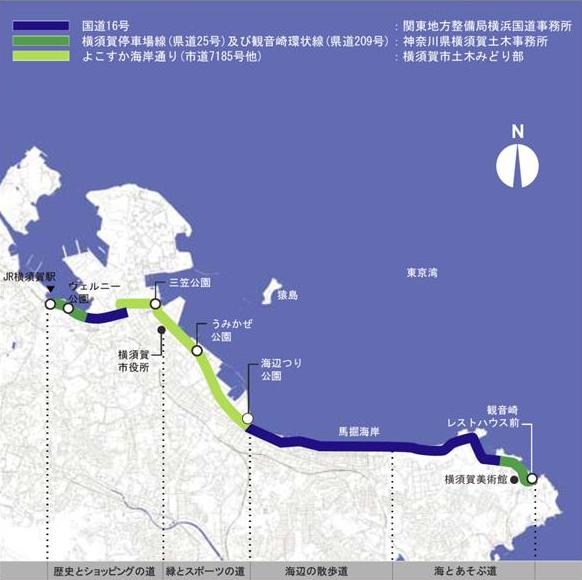 国道16号 : 関東地方整備局横浜国道事務所
横須賀停車場線(県道25号)及び観音崎環状線(県道209号) : 神奈川県横須賀土木事務所
よこすか海岸通り(市道7185号他) : 横須賀市土木みどり部
N
JR横須賀駅
ヴェルニー
公園
三笠公園
猿島
東京湾
うみかぜ
公園
横須賀
市役所
海辺つり
公園
馬掘海岸
観音崎
レストハウス前
横須賀美術館
歴史とショッピングの道
緑とスポーツの道
海辺の散歩道
海とあそぶ道